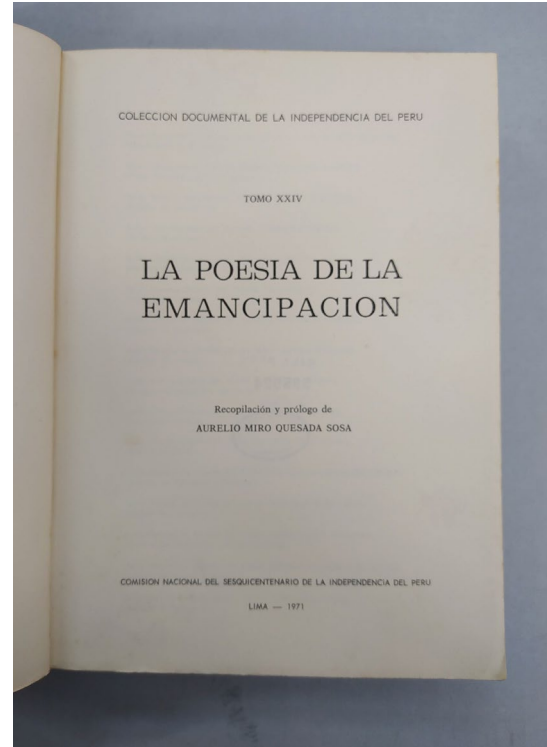 COLECCION DOCUMENTAL DE LA INDEPENDENCIA DEL PERU
TOMO XXIV
LA POESIA DE LA
EMANCIPACION
Recopilación y prólogo de
AURELIO MIRO QUESADA SOSA
COMISION NACIONAL DEL SESQUICENTENARIO DE LA INDEPENDENCIA DEL PERU
LIMA — 1971